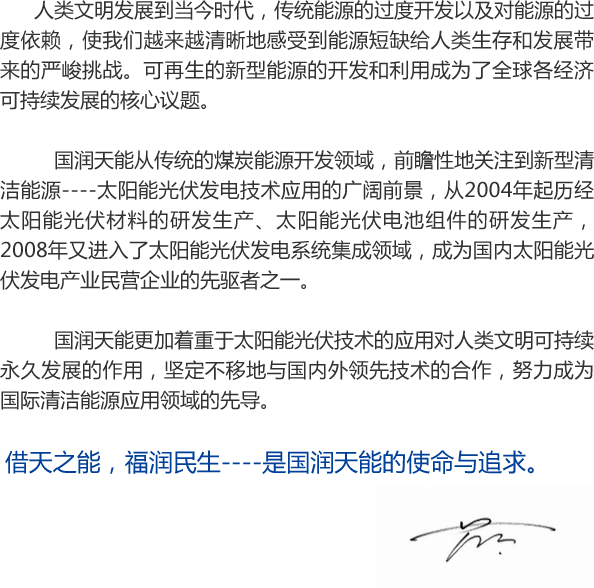 人类文明发展到当今时代，传统能源的过度开发以及对能源的过
度依赖，使我们越来越清晰地感受到能源短缺给人类生存和发展带
来的严峻挑战。可再生的新型能源的开发和利用成为了全球各经济
可持续发展的核心议题。
国润天能从传统的煤炭能源开发领域，前瞻性地关注到新型清
洁能源----太阳能光伏发电技术应用的广阔前景，从2004年起历经
太阳能光伏材料的研发生产、太阳能光伏电池组件的研发生产，
2008年又进入了太阳能光伏发电系统集成领域，成为国内太阳能光
伏发电产业民营企业的先驱者之一。
国润天能更加着重于太阳能光伏技术的应用对人类文明可持续
永久发展的作用，坚定不移地与国内外领先技术的合作，努力成为
国际清洁能源应用领域的先导。
借天之能，福润民生----是国润天能的使命与追求。